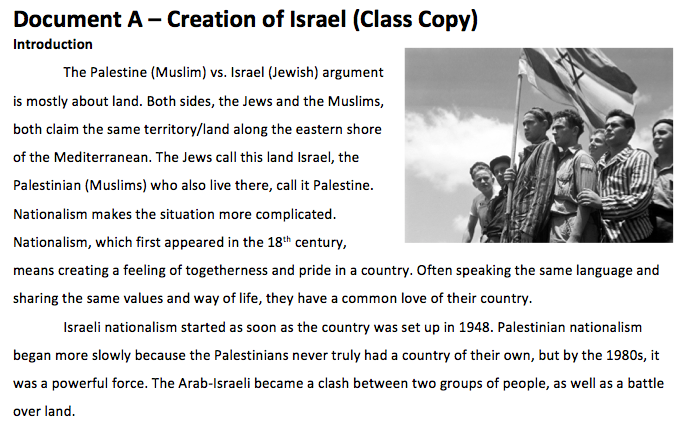 Document A – Creation of Israel (Class Copy)
Introduction
The Palestine (Muslim) vs. Israel (Jewish) argument
is mostly about land. Both sides, the Jews and the Muslims,
both claim the same territory/land along the eastern shore
of the Mediterranean. The Jews call this land Israel, the
Palestinian (Muslims) who also live there, call it Palestine.
Nationalism makes the situation more complicated.
Nationalism, which first appeared in the 18th century,
means creating a feeling of togetherness and pride in a country. Often speaking the same language and
sharing the same values and way of life, they have a common love of their country.
Israeli nationalism started as soon as the country was set up in 1948. Palestinian nationalism
began more slowly because the Palestinians never truly had a country of their own, but by the 1980s, it
was a powerful force. The Arab-Israeli became a clash between two groups of people, as well as a battle
over land.